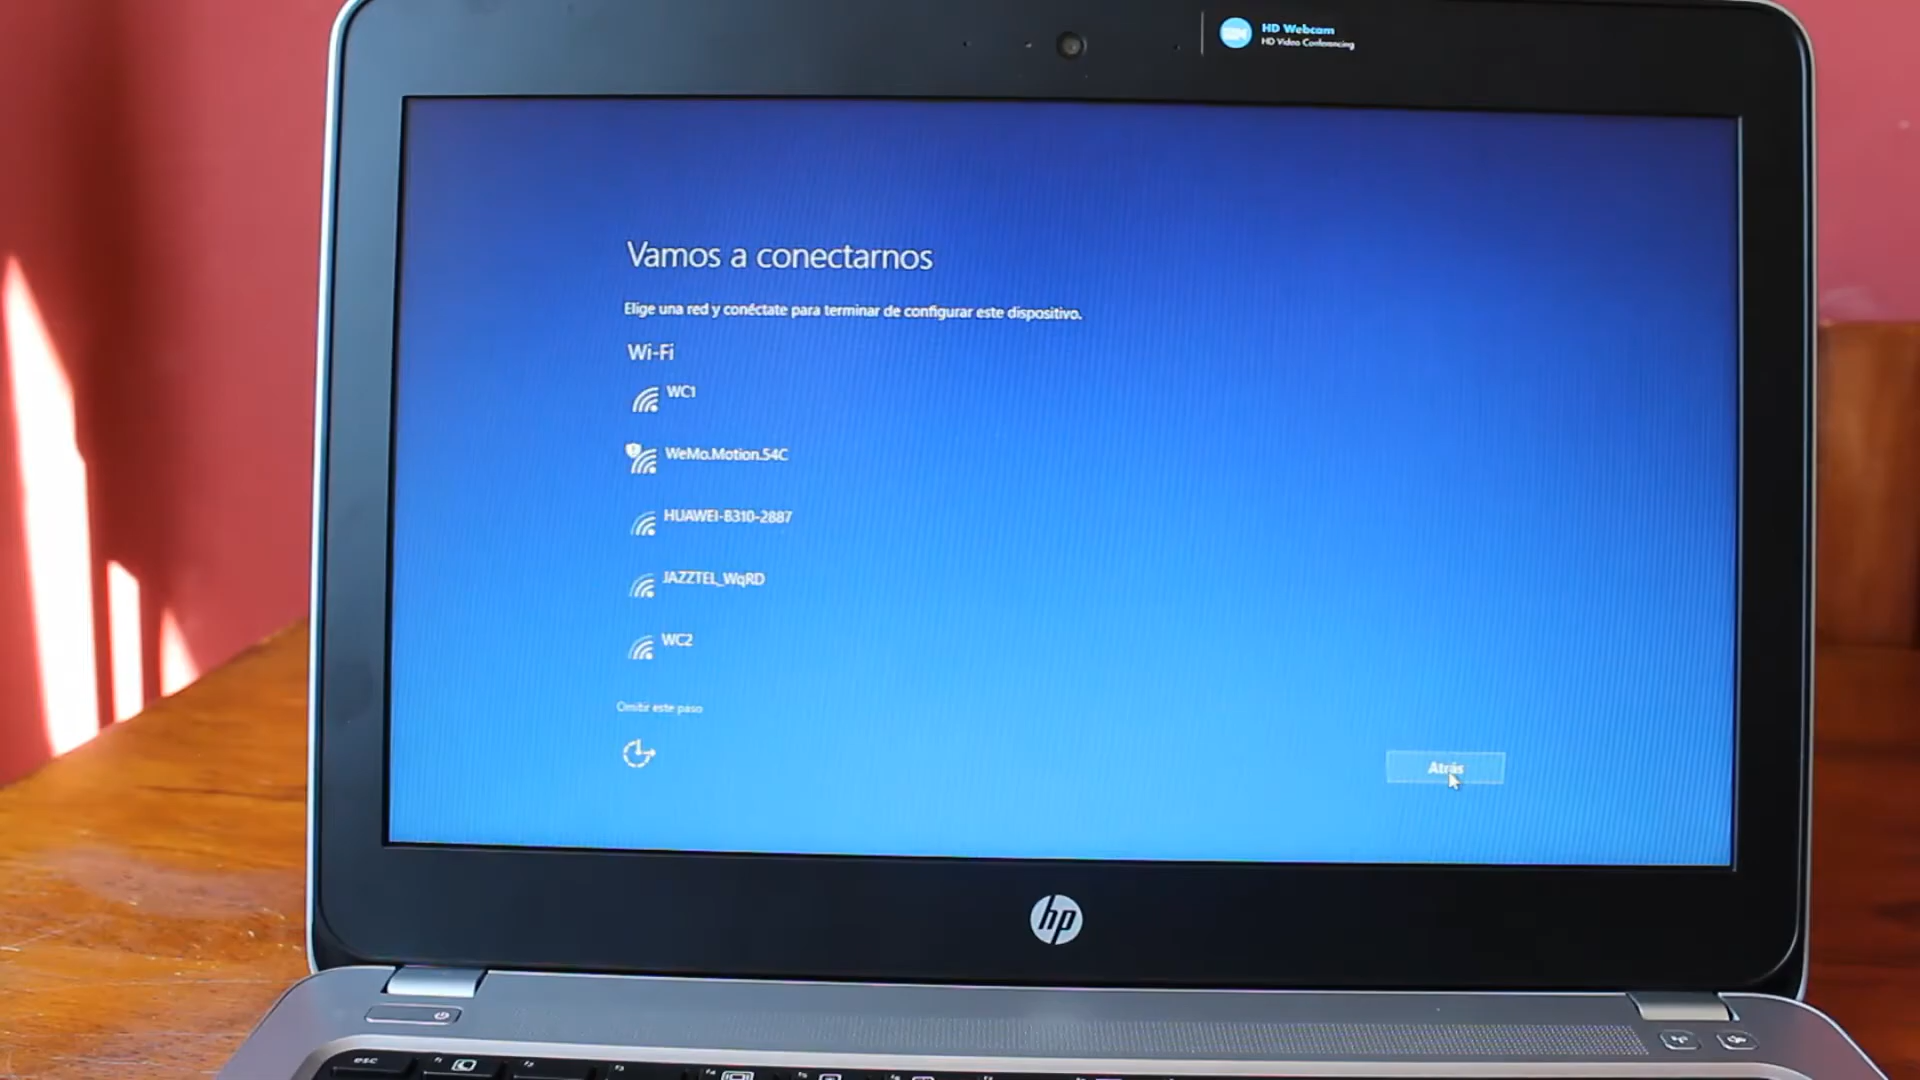 HD Webcam
HD Video Conferencing
Vamos a conectarnos
Elige una red y conéctate para terminar de configurar este dispositivo.
Wi-Fi
WC1
WeMo.Motion.54C
HUAWEI-B310-2887
JAZZTEL_WqRD
WC2
Omitir este paso
Atrás
hp
esc